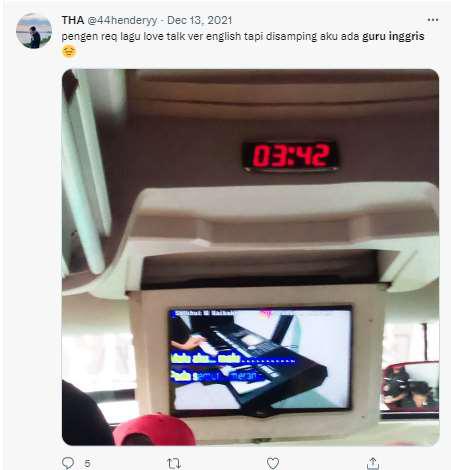 THA @44henderyy · Dec 13, 2021
pengen req lagu love talk ver english tapi disamping aku ada guru inggris
03:42
5